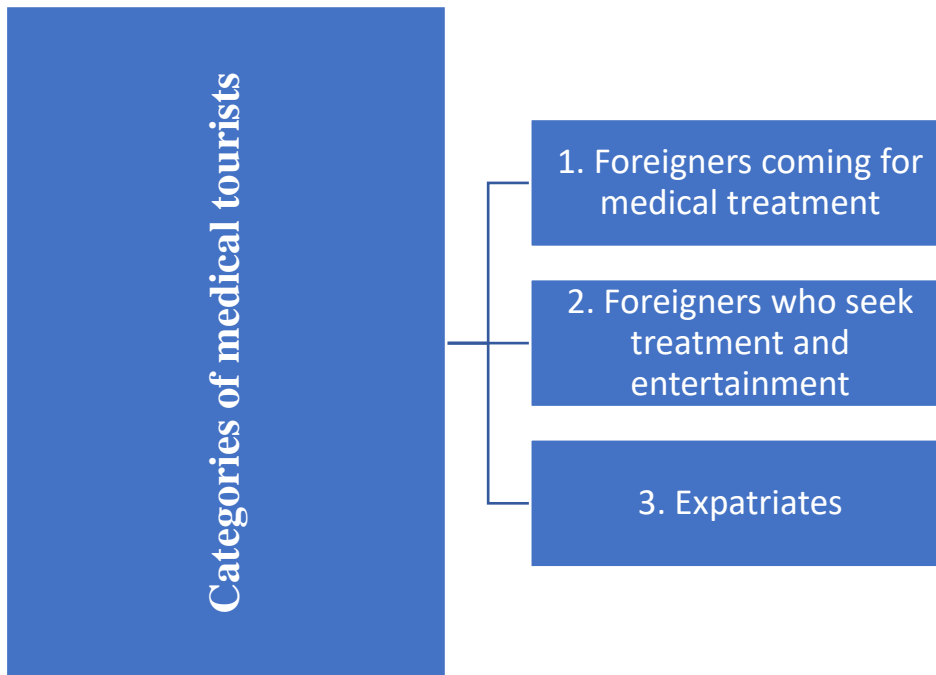 Categories of medical tourists
1. Foreigners coming for
medical treatment
2. Foreigners who seek
treatment and
entertainment
3. Expatriates